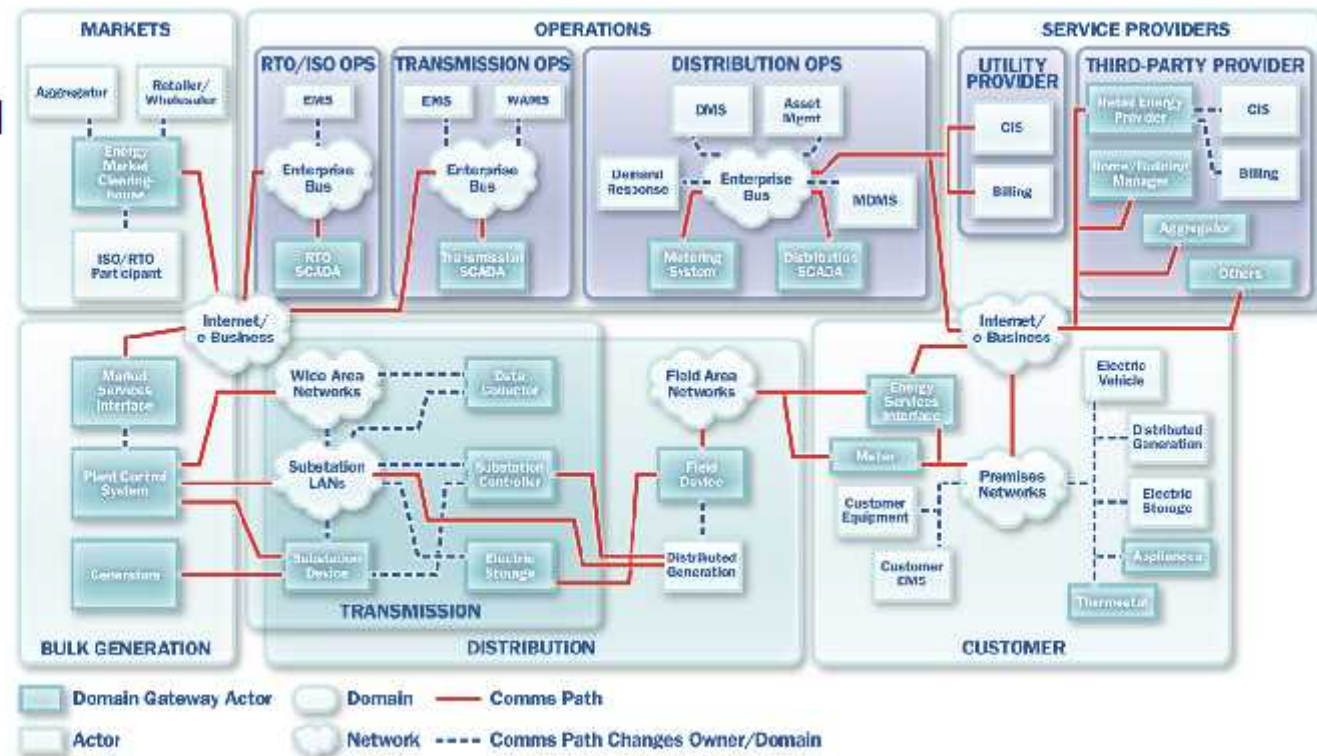 MARKETS
Aggregator
Retailer/
Wholesaler
Energy
Market
Clearing-
house
ISO/RTO
Participant
OPERATIONS
RTO/ISO OPS
EMS
Enterprise
Bus
RTO
SCADA
TRANSMISSION OPS
EMS
WAMS
Enterprise
Bus
Transmission
SCADA
DISTRIBUTION OPS
DMS
Asset
Mgmt
Demand
Response
Enterprise
Bus
MDMS
Metering
System
Distribution
SCADA
SERVICE PROVIDERS
UTILITY
PROVIDER
CIS
Billing
THIRD-PARTY PROVIDER
Retail Energy
Provider
CIS
Home/Building
Manager
Billing
Aggregator
Others
Internet/
e-Business
Internet/
e-Business
Market
Services
Interface
Plant Control
System
Generators
BULK GENERATION
Wide Area
Networks
Data
Collector
Substation
LANs
Substation
Controller
Substation
Device
Electric
Storage
TRANSMISSION
Field Area
Networks
Field
Device
Distributed
Generation
DISTRIBUTION
Energy
Services
Interface
Meter
Premises
Networks
Customer
Equipment
Customer
EMS
Electric
Vehicle
Distributed
Generation
Electric
Storage
Appliances
Thermostat
CUSTOMER
Domain Gateway Actor
Domain
Comms Path
Actor
Network
Comms Path Changes Owner/Domain